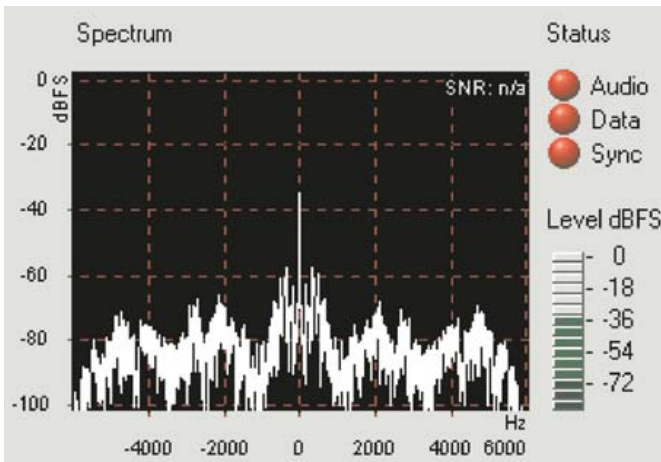 Spectrum
0
-20
-40
-60
-80
-100
dBFS
SNR: n/a
Hz
-4000 -2000 0 2000 4000 6000
Status
Audio
Data
Sync
Level dBFS
0
-18
-36
-54
-72